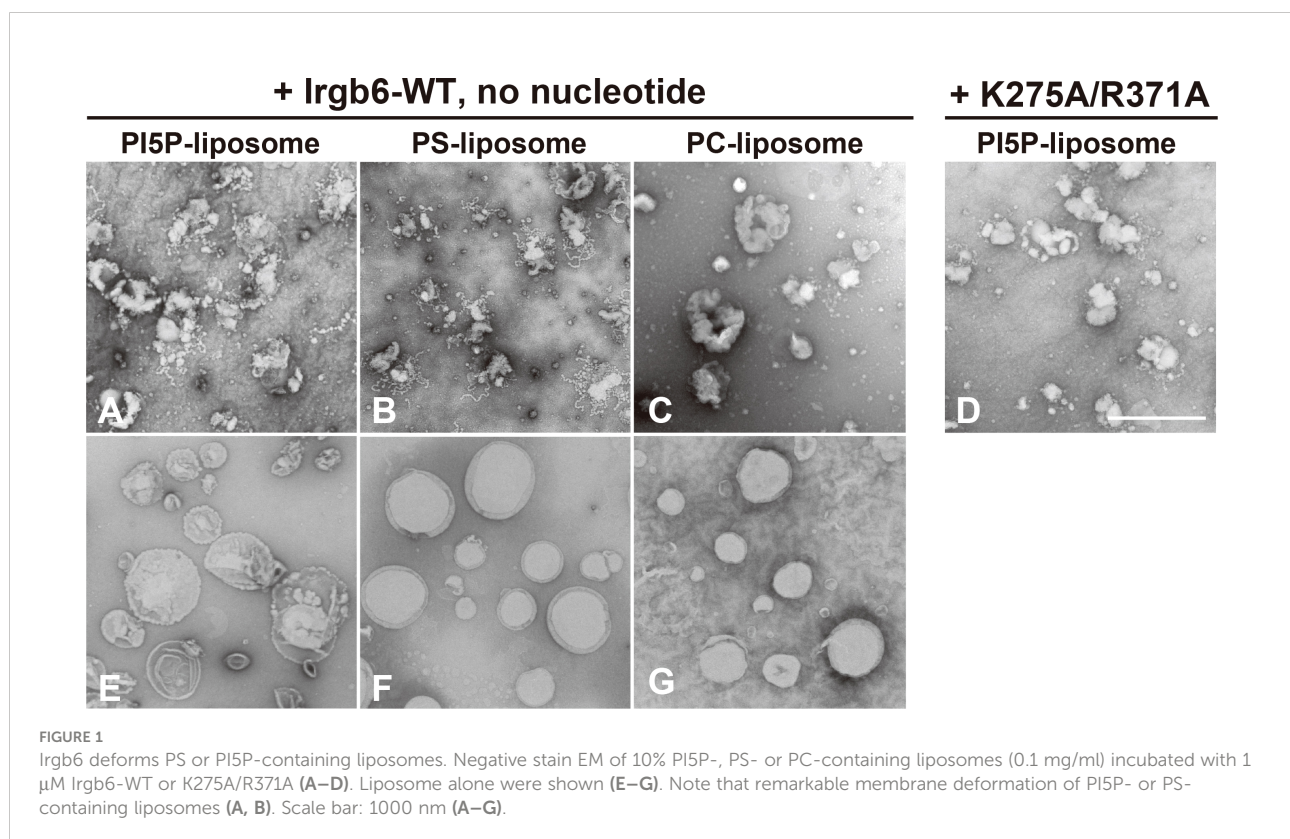 + Irgb6-WT, no nucleotide
+ K275A/R371A
PI5P-liposome
PS-liposome
PC-liposome
PI5P-liposome
A
B
C
D
E
F
G
FIGURE 1
Irgb6 deforms PS or PI5P-containing liposomes. Negative stain EM of 10% PI5P-, PS- or PC-containing liposomes (0.1 mg/ml) incubated with 1
μM Irgb6-WT or K275A/R371A (A–D). Liposome alone were shown (E–G). Note that remarkable membrane deformation of PI5P- or PS-
containing liposomes (A, B). Scale bar: 1000 nm (A–G).